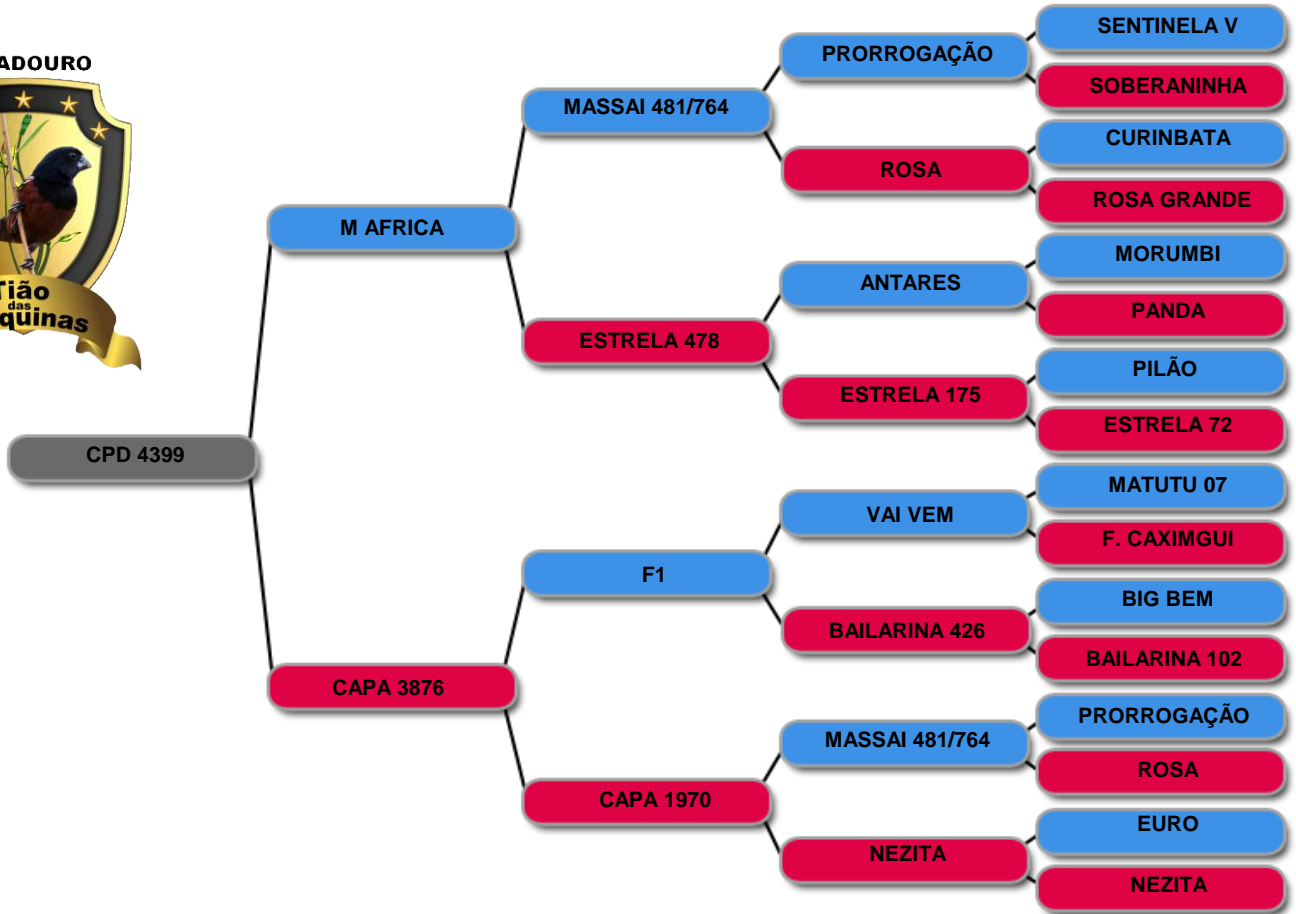 ADOURO
Tião
das
quinas
CPD 4399
M AFRICA
CAPA 3876
MASSAI 481/764
ESTRELA 478
F1
CAPA 1970
PRORROGAÇÃO
ROSA
ANTARES
ESTRELA 175
VAI VEM
BAILARINA 426
MASSAI 481/764
NEZITA
SENTINELA V
SOBERANINHA
CURINBATA
ROSA GRANDE
MORUMBI
PANDA
PILÃO
ESTRELA 72
MATUTU 07
F. CAXIMGUI
BIG BEM
BAILARINA 102
PRORROGAÇÃO
ROSA
EURO
NEZITA